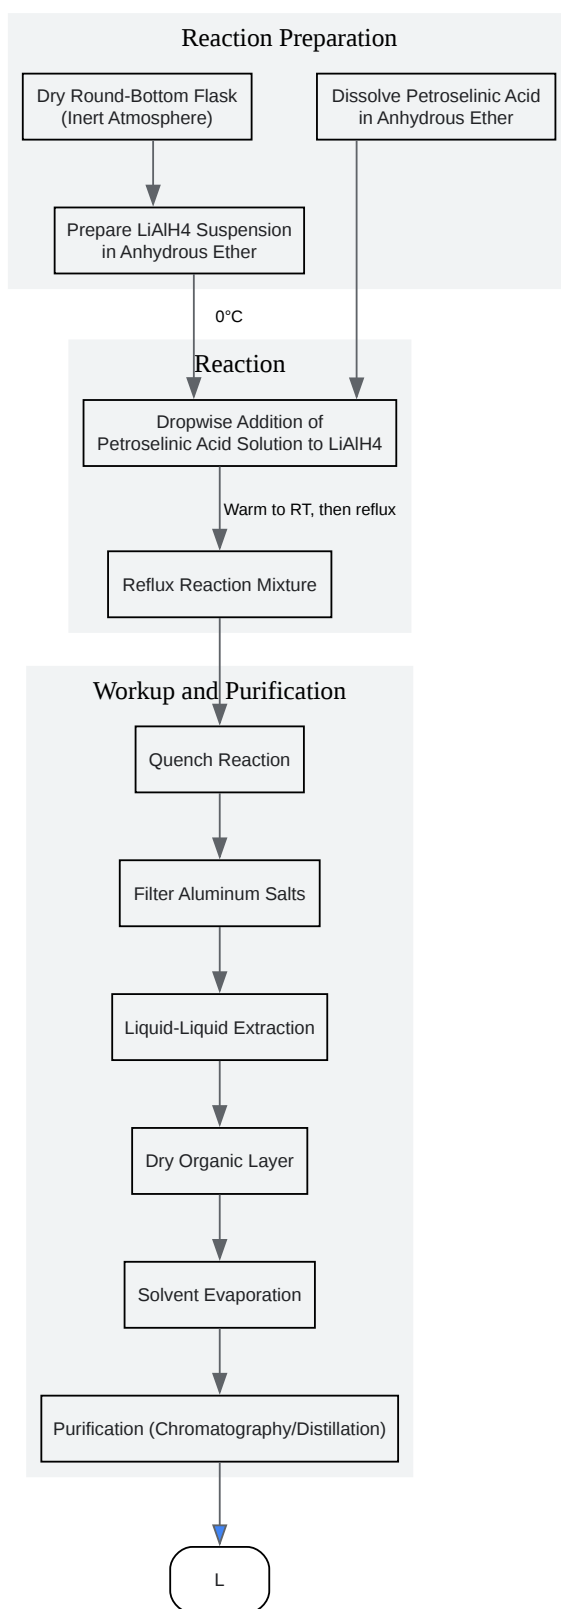 Reaction Preparation
Dry Round-Bottom Flask
(Inert Atmosphere)
Dissolve Petroselinic Acid
in Anhydrous Ether
Prepare LiAlH4 Suspension
in Anhydrous Ether
0°C
Reaction
Dropwise Addition of
Petroselinic Acid Solution to LiAlH4
Warm to RT, then reflux
Reflux Reaction Mixture
Workup and Purification
Quench Reaction
Filter Aluminum Salts
Liquid-Liquid Extraction
Dry Organic Layer
Solvent Evaporation
Purification (Chromatography/Distillation)
L